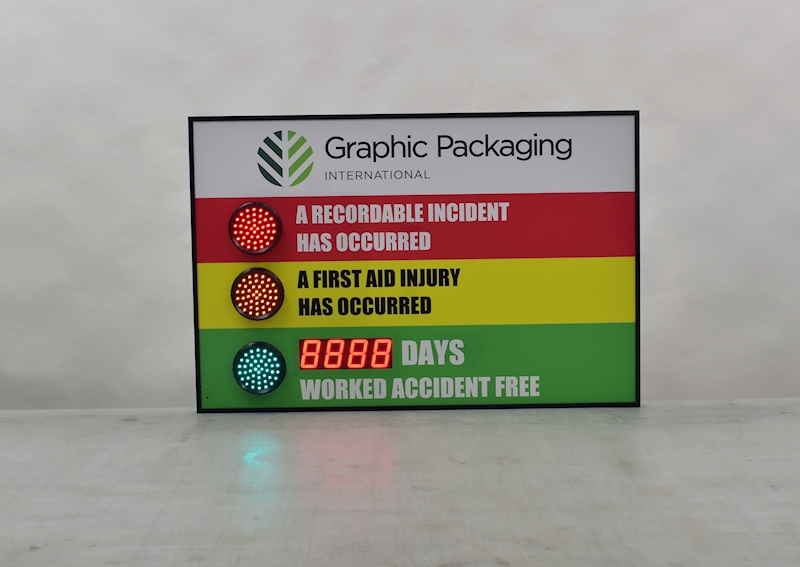 Graphic Packaging
INTERNATIONAL
A RECORDABLE INCIDENT
HAS OCCURRED
A FIRST AID INJURY
HAS OCCURRED
8888 DAYS
WORKED ACCIDENT FREE